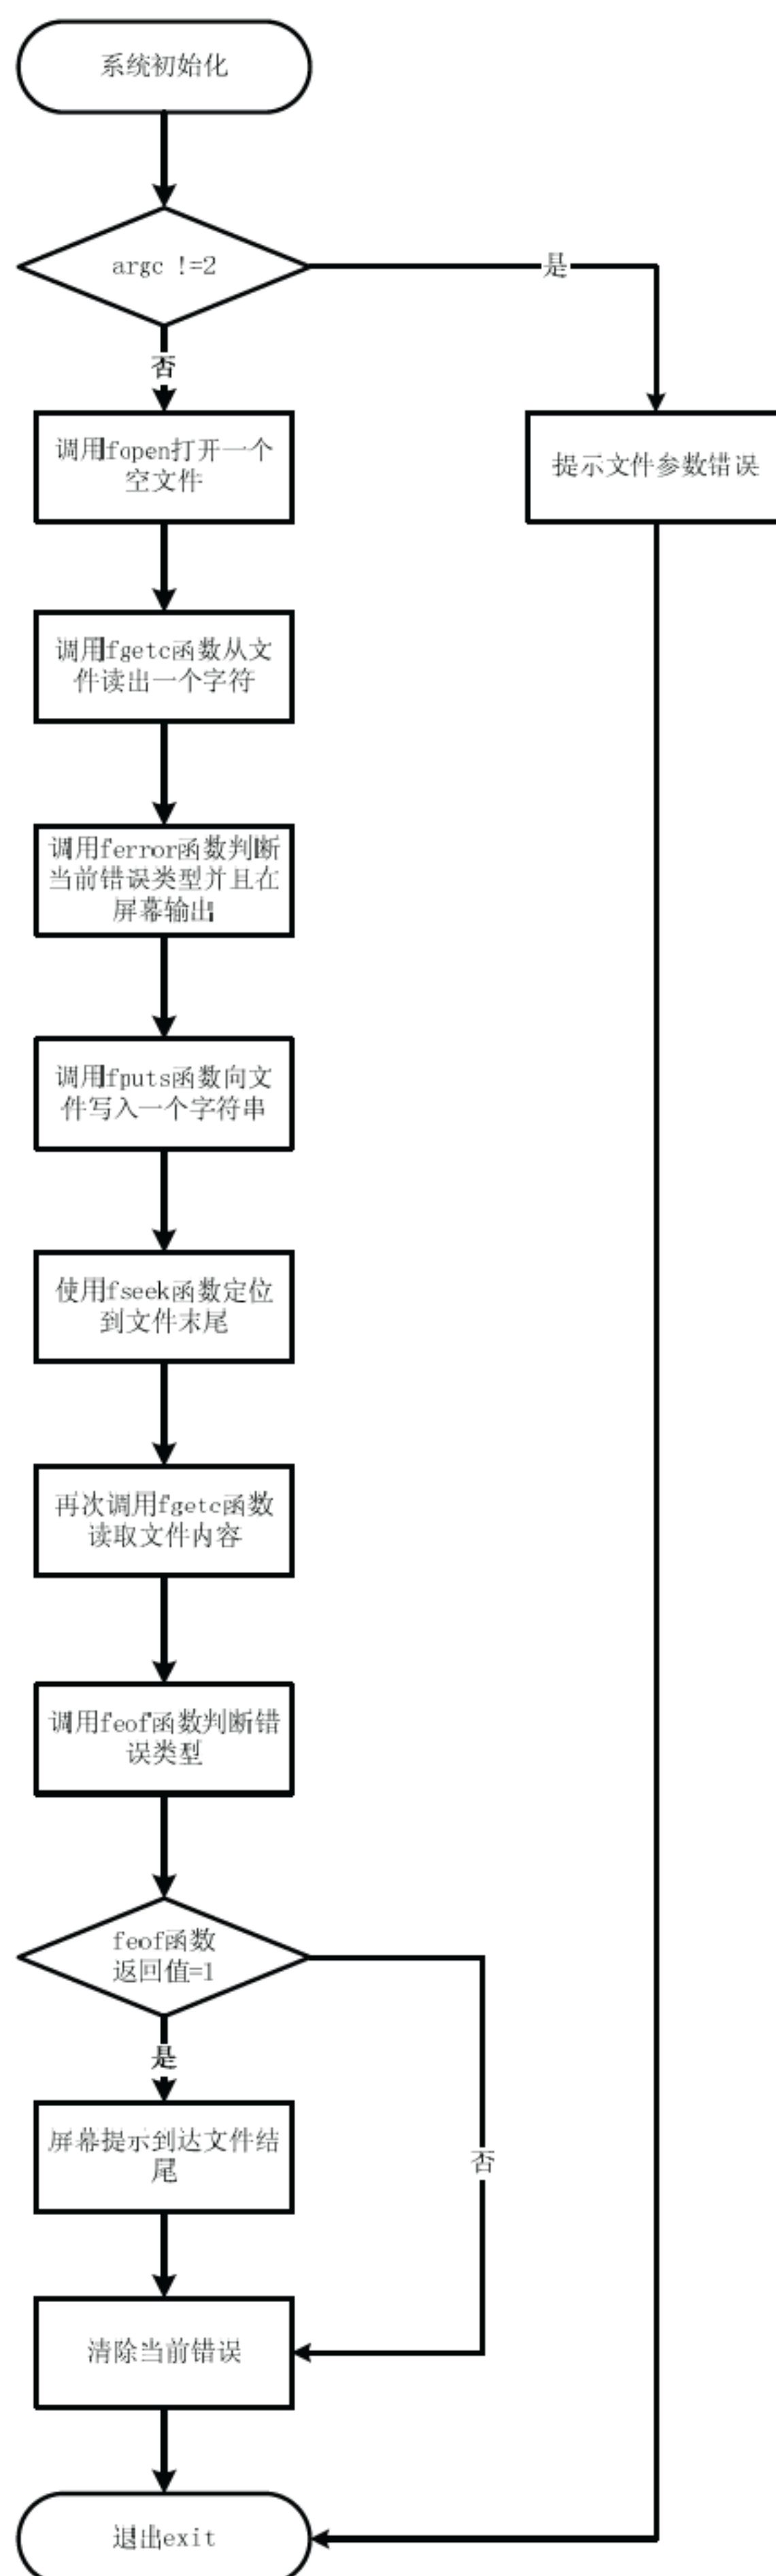 系统初始化
argc !=2
是
否
调用fopen打开一个
空文件
提示文件参数错误
调用fgetc函数从文
件读出一个字符
调用ferror函数判断
当前错误类型并且在
屏幕输出
调用fputs函数向文
件写入一个字符串
使用fseek函数定位
到文件末尾
再次调用fgetc函数
读取文件内容
调用feof函数判断错
误类型
feof函数
返回值=1
是
屏幕提示到达文件结
尾
否
清除当前错误
退出exit